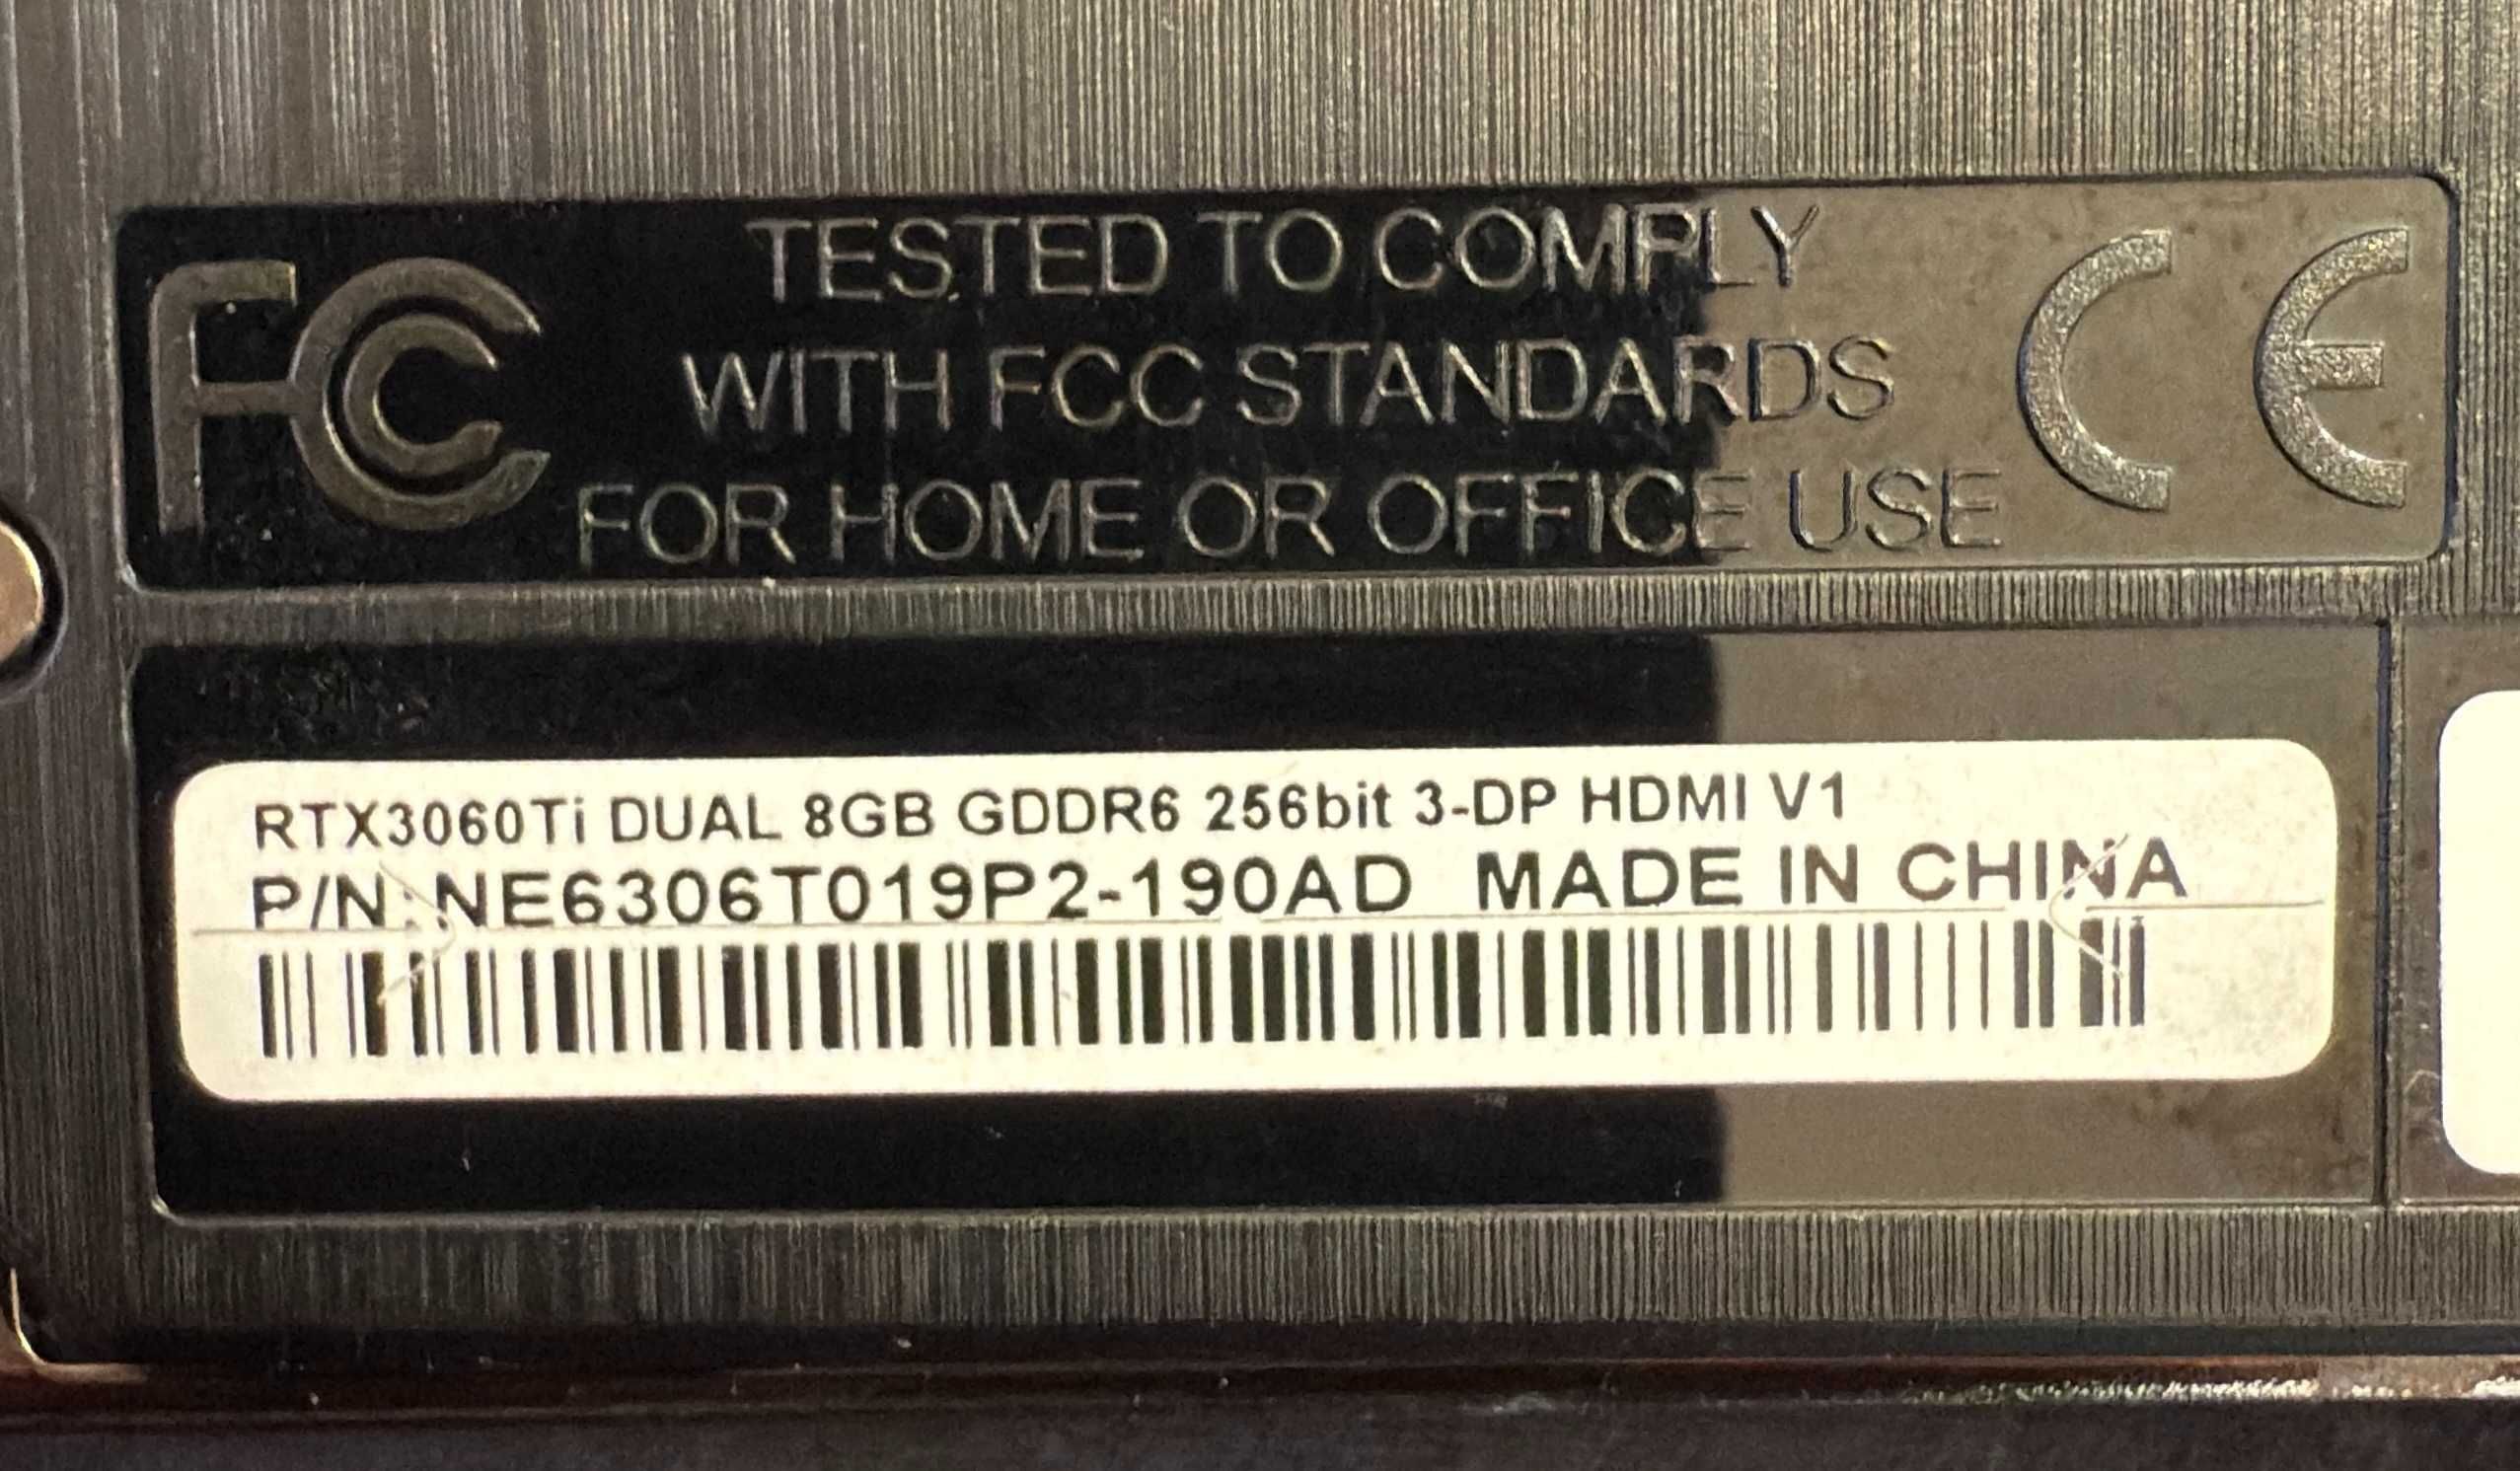 FC TESTED TO COMPLY CE
WITH FCC STANDARDS
FOR HOME OR OFFICE USE
RTX3060Ti DUAL 8GB GDDR6 256bit 3-DP HDMI V1
P/N:NE6306T019P2-190AD MADE IN CHINA